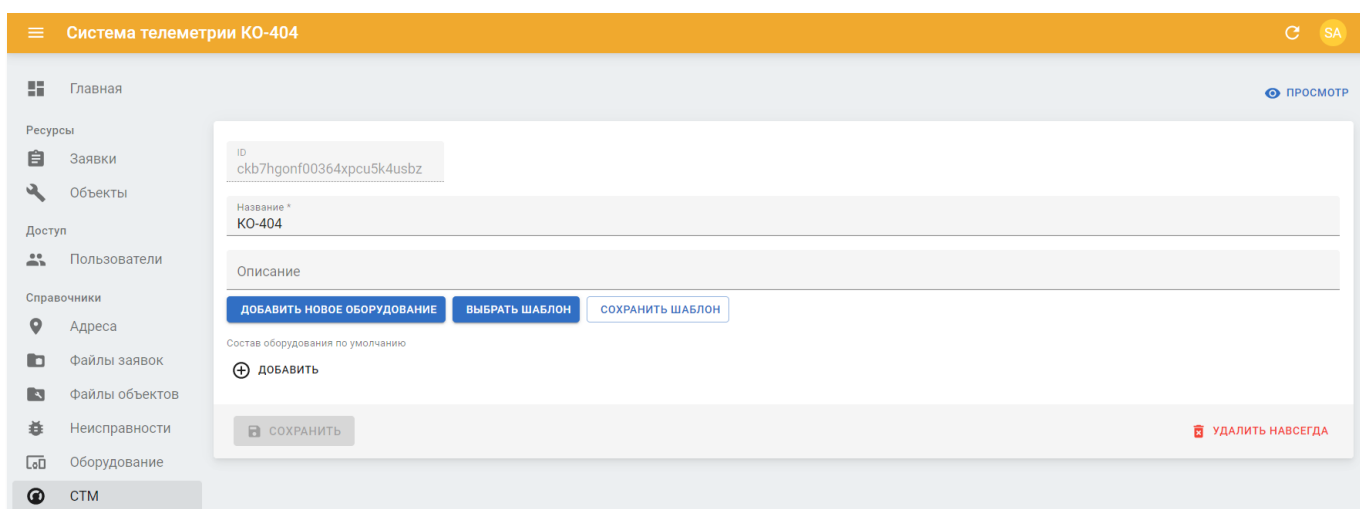 Система телеметрии КО-404
SA
Главная
ПРОСМОТР
Ресурсы
Заявки
Объекты
Доступ
Пользователи
Справочники
Адреса
Файлы заявок
Файлы объектов
Неисправности
Оборудование
СТМ
ID
ckb7hgonf00364xpcu5k4usbz
Название *
КО-404
Описание
ДОБАВИТЬ НОВОЕ ОБОРУДОВАНИЕ
ВЫБРАТЬ ШАБЛОН
СОХРАНИТЬ ШАБЛОН
Состав оборудования по умолчанию
ДОБАВИТЬ
СОХРАНИТЬ
УДАЛИТЬ НАВСЕГДА